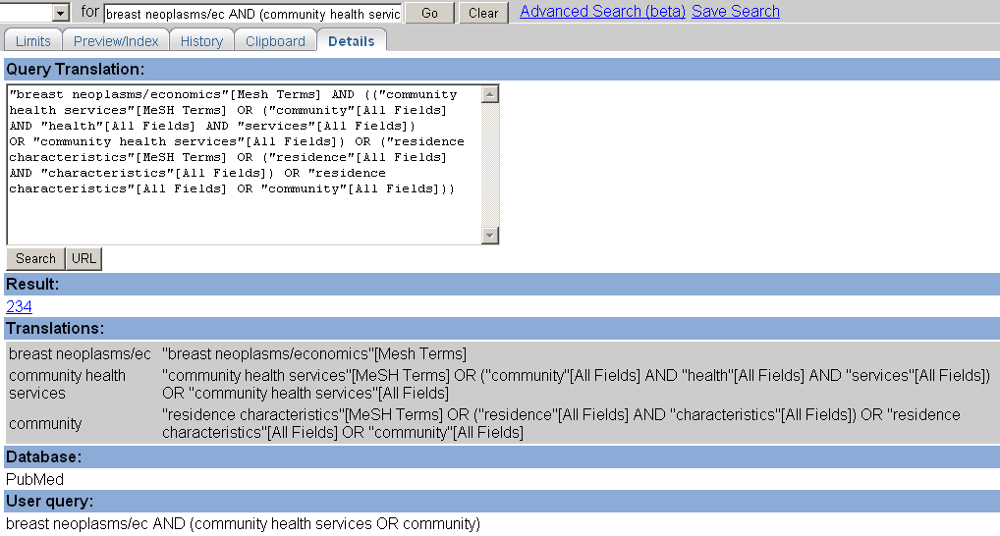 for breast neoplasms/ec AND (community health servic Go Clear Advanced Search (beta) Save Search
Limits Preview/Index History Clipboard Details
Query Translation:
"breast neoplasms/economics"[Mesh Terms] AND (("community
health services"[MeSH Terms] OR ("community"[All Fields]
AND "health"[All Fields] AND "services"[All Fields])
OR "community health services"[All Fields]) OR ("residence
characteristics"[MeSH Terms] OR ("residence"[All Fields]
AND "characteristics"[All Fields]) OR "residence
characteristics"[All Fields] OR "community"[All Fields]))
Search URL
Result:
234
Translations:
breast neoplasms/ec "breast neoplasms/economics"[Mesh Terms]
community health services "community health services"[MeSH Terms] OR ("community"[All Fields] AND "health"[All Fields] AND "services"[All Fields])
OR "community health services"[All Fields]
community "residence characteristics"[MeSH Terms] OR ("residence"[All Fields] AND "characteristics"[All Fields]) OR "residence
characteristics"[All Fields] OR "community"[All Fields]
Database:
PubMed
User query:
breast neoplasms/ec AND (community health services OR community)